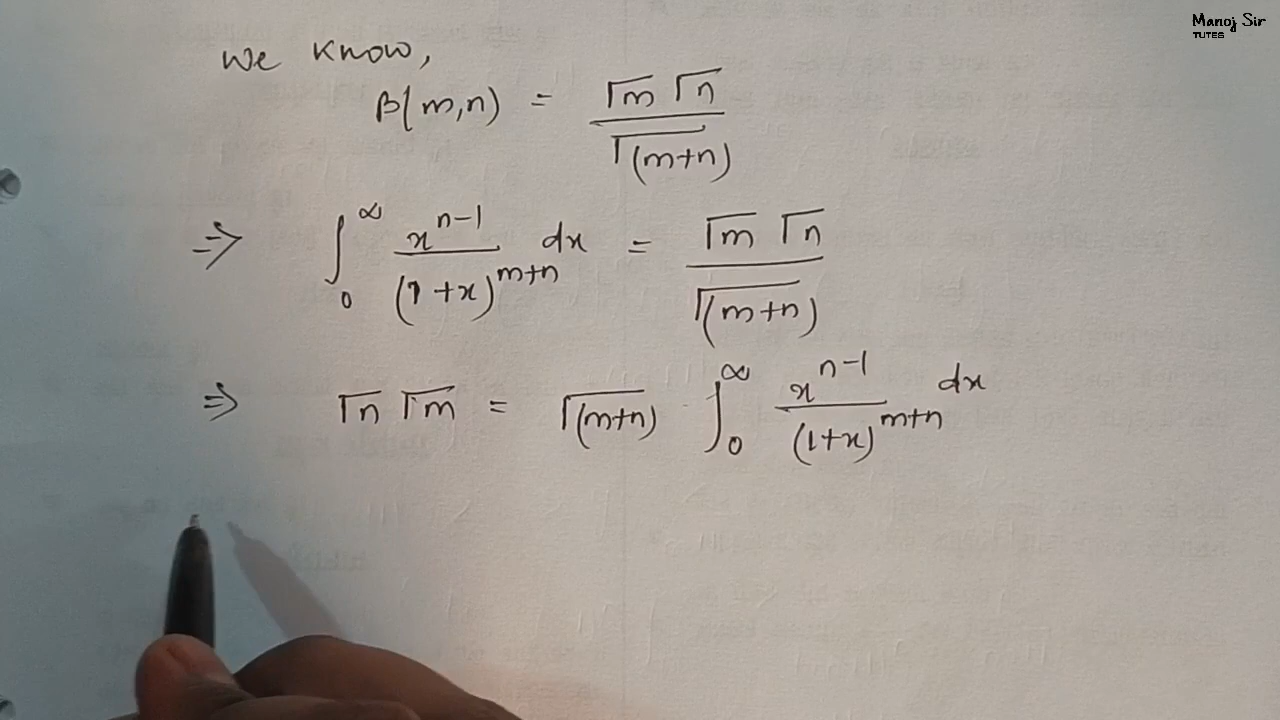 Manoj Sir
TUTES
We know,
β(m,n) = Γm Γn / Γ(m+n)
⇒ ∫₀^∞ x^(n-1) / (1+x)^(m+n) dx = Γm Γn / Γ(m+n)
⇒ Γn Γm = Γ(m+n) · ∫₀^∞ x^(n-1) / (1+x)^(m+n) dx